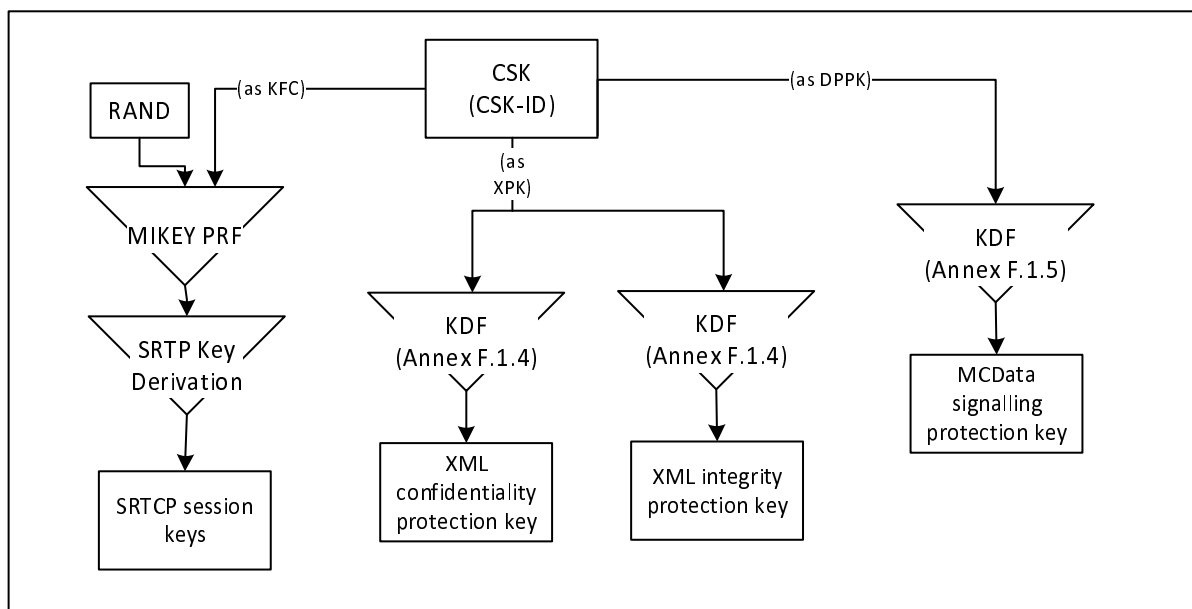 CSK
(CSK-ID)
(as KFC)
(as DPPK)
RAND
(as
XPK)
MIKEY PRF
KDF
(Annex F.1.5)
SRTP Key
Derivation
KDF
(Annex F.1.4)
KDF
(Annex F.1.4)
MCData
signalling
protection key
SRTCP session
keys
XML
confidentiality
protection key
XML integrity
protection key